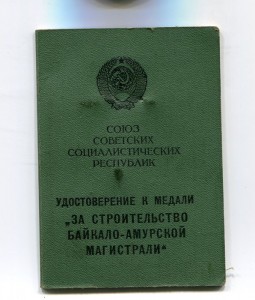 СОЮЗ
СОВЕТСКИХ
СОЦИАЛИСТИЧЕСКИХ
РЕСПУБЛИК
УДОСТОВЕРЕНИЕ К МЕДАЛИ
„ЗА СТРОИТЕЛЬСТВО
БАЙКАЛО-АМУРСКОЙ
МАГИСТРАЛИ“